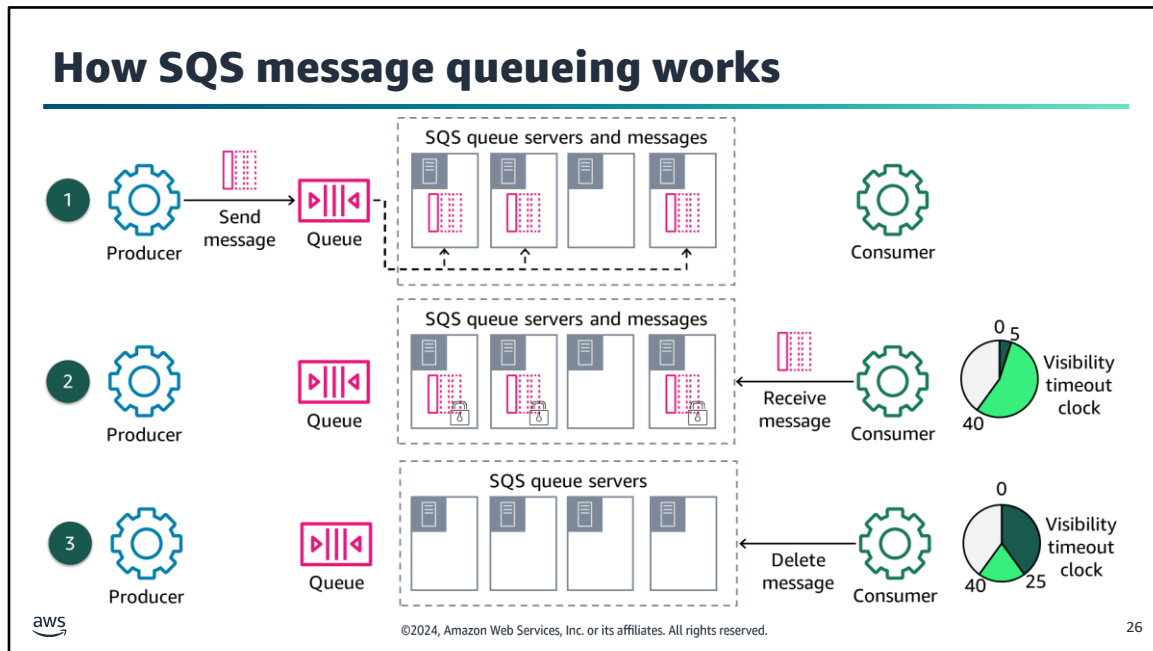 How SQS message queueing works
SQS queue servers and messages
1
Send
message
Producer
Queue
Consumer
SQS queue servers and messages
2
Receive
message
0
5
40
Visibility
timeout
clock
Producer
Queue
Consumer
SQS queue servers
3
Delete
message
0
25
40
Visibility
timeout
clock
Producer
Queue
Consumer
aws
©2024, Amazon Web Services, Inc. or its affiliates. All rights reserved.
26